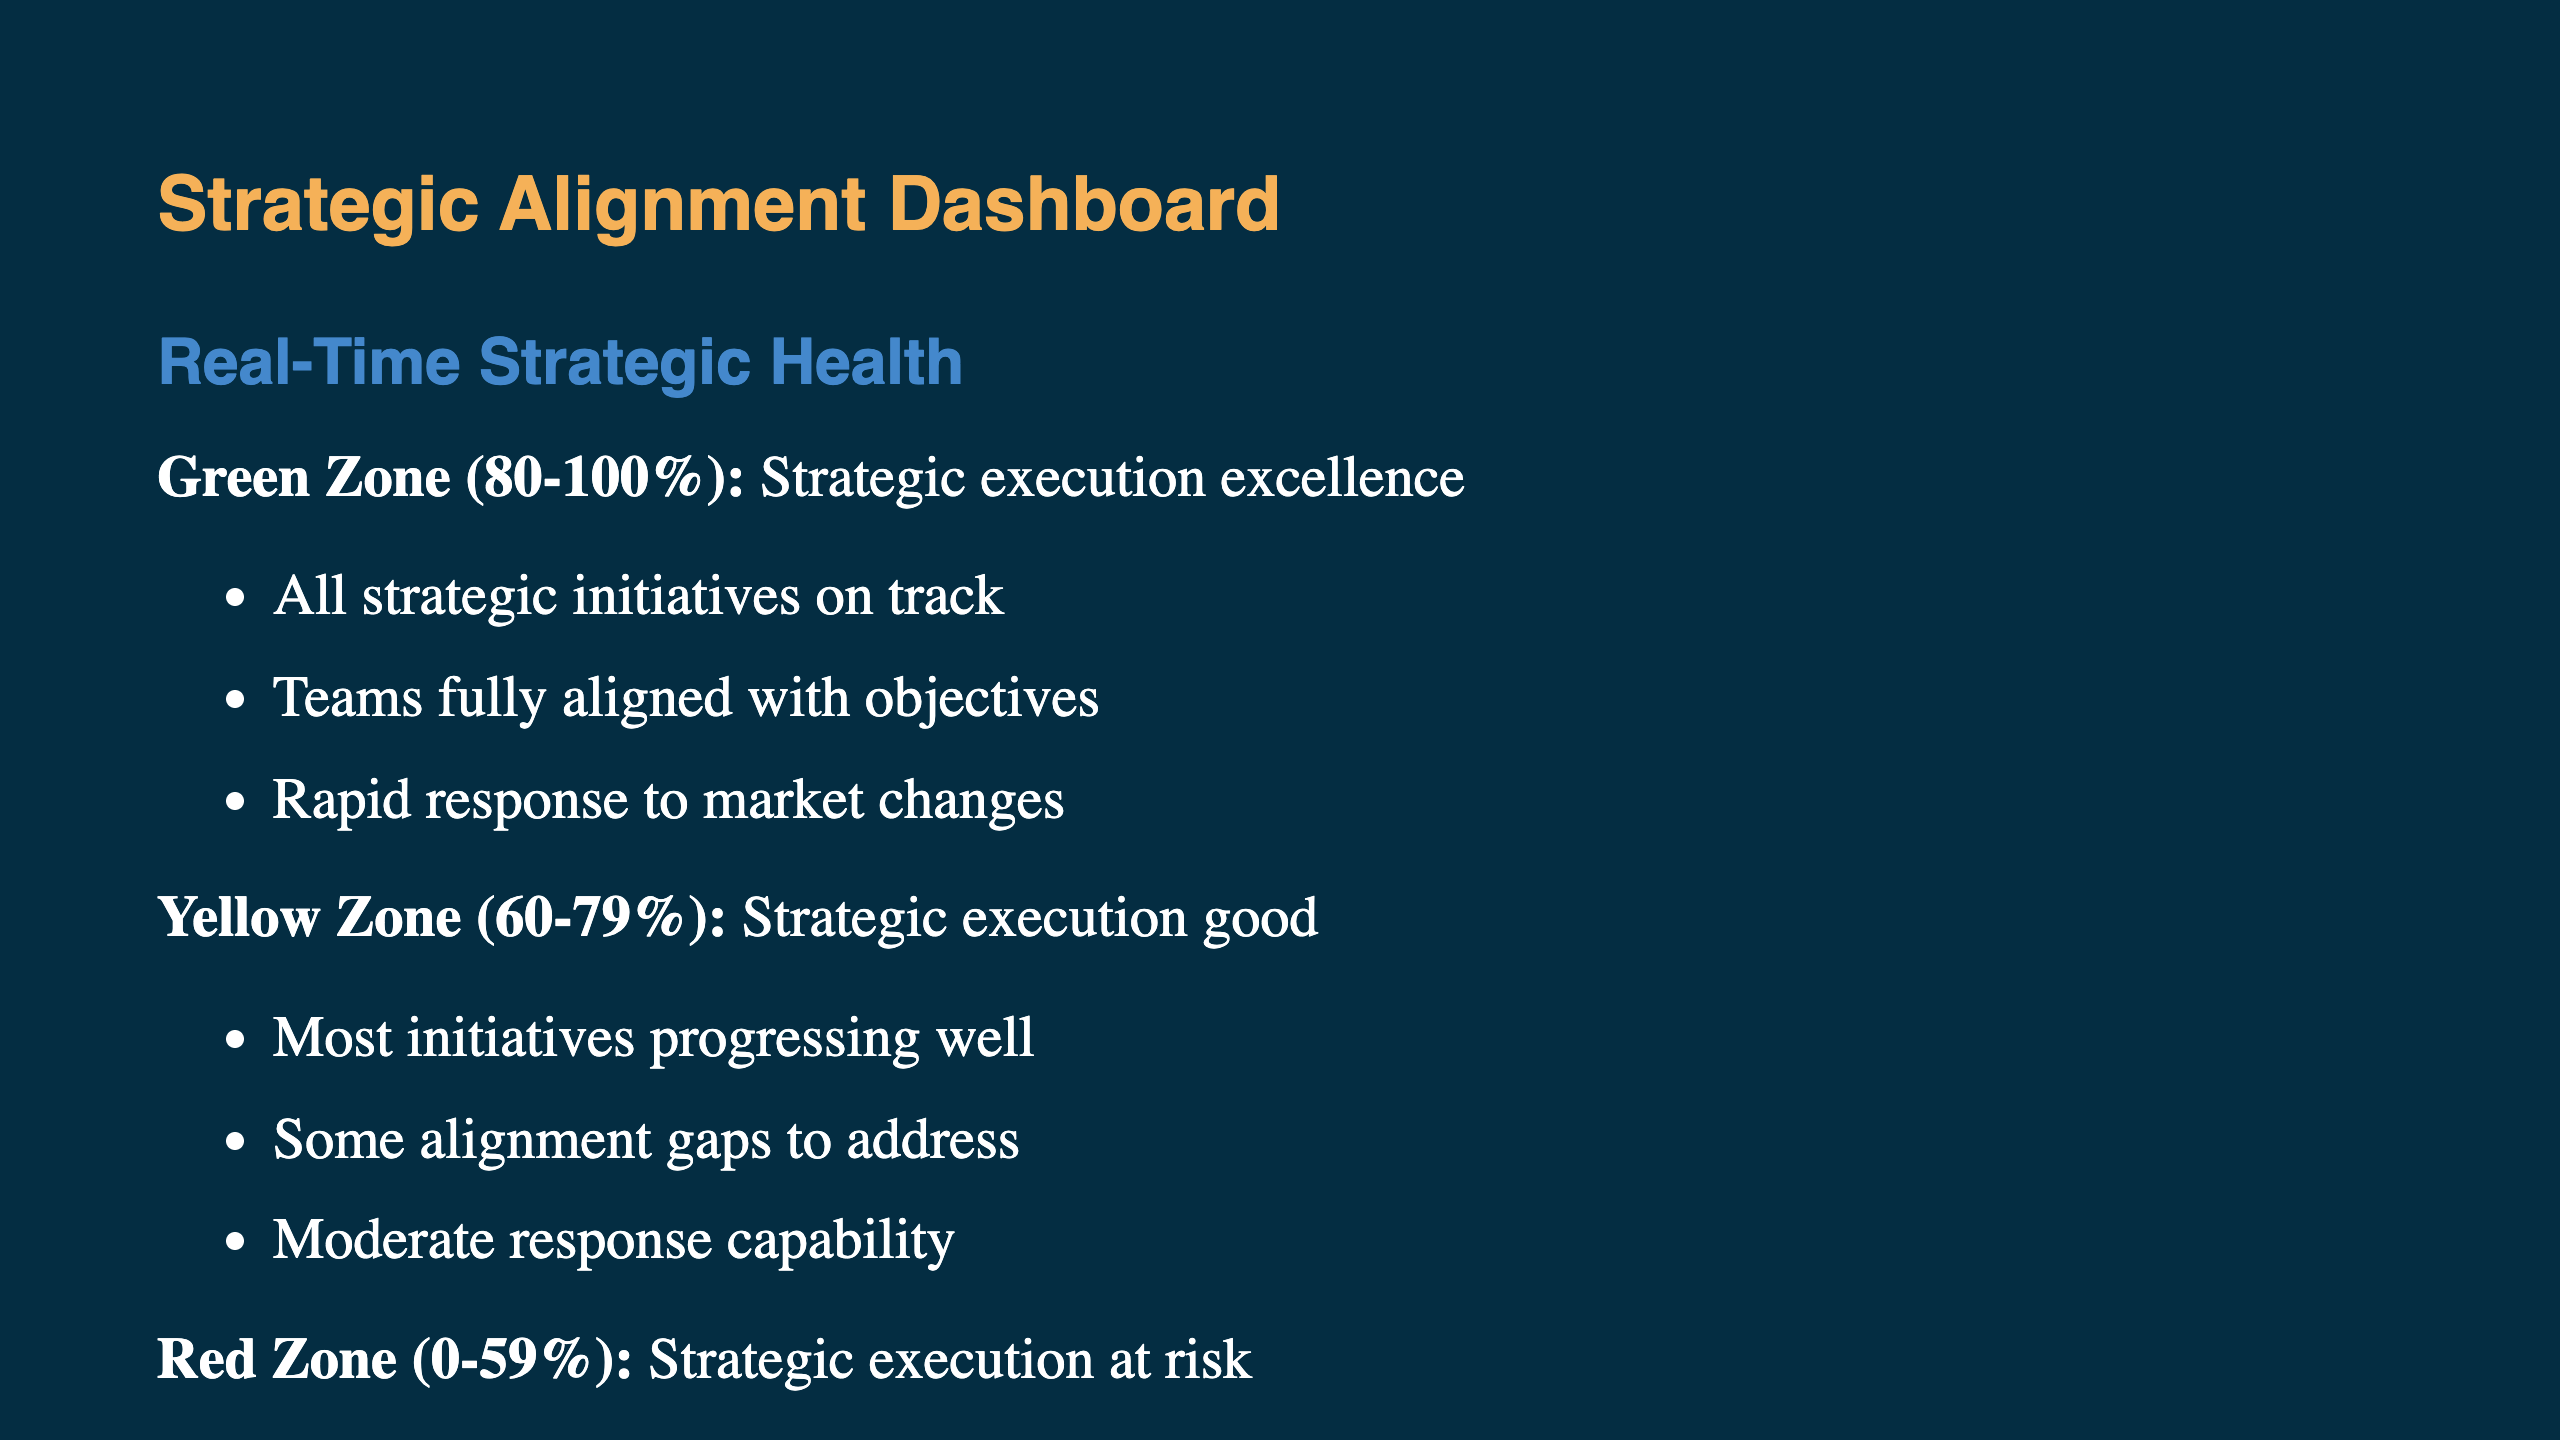 Strategic Alignment Dashboard
Real-Time Strategic Health
Green Zone (80-100%): Strategic execution excellence
• All strategic initiatives on track
• Teams fully aligned with objectives
• Rapid response to market changes
Yellow Zone (60-79%): Strategic execution good
• Most initiatives progressing well
• Some alignment gaps to address
• Moderate response capability
Red Zone (0-59%): Strategic execution at risk